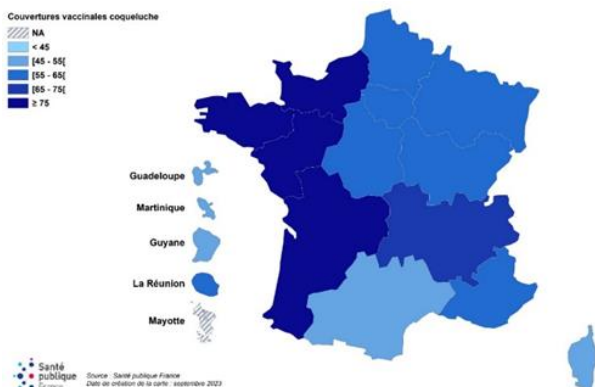 Couvertures vaccinales coqueluche
NA
< 45
[45 - 55[
[55 - 65[
[65 - 75[
≥ 75
Guadeloupe
Martinique
Guyane
La Réunion
Mayotte
Santé
publique
Source : Santé publique France
Date de création de la carte : septembre 2023